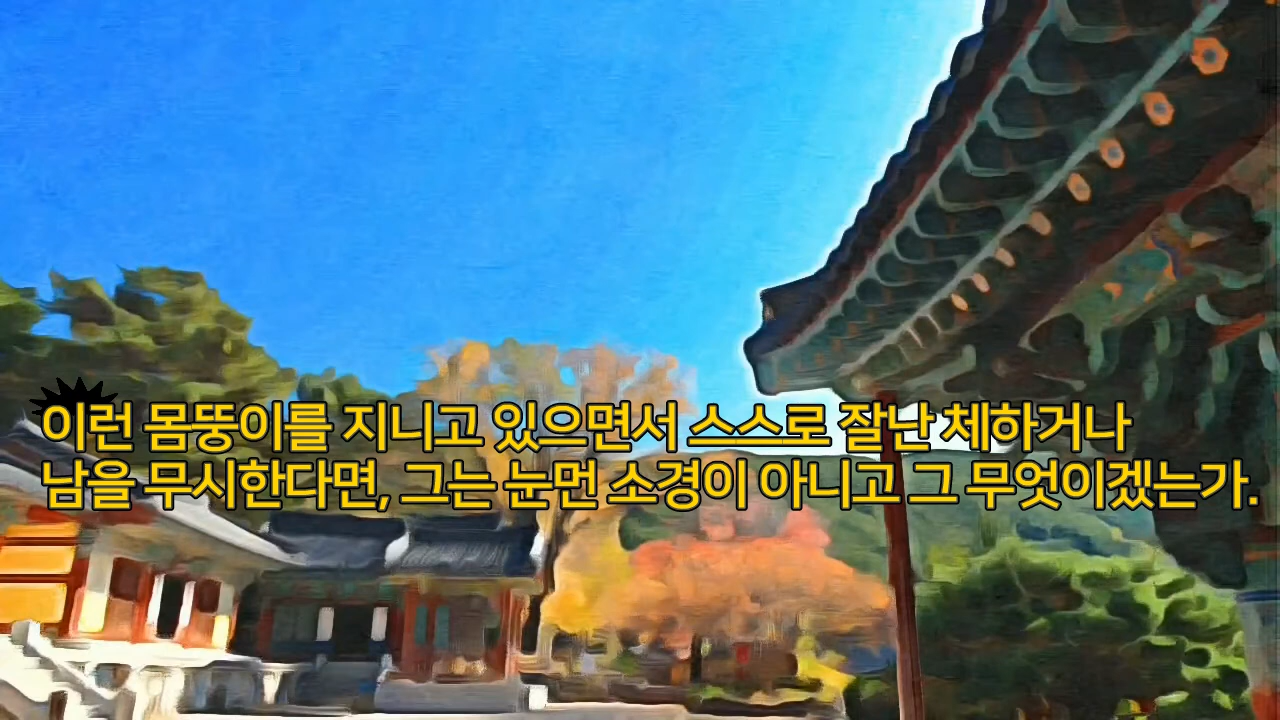 이런 몸뚱이를 지니고 있으면서 스스로 잘난 체하거나
남을 무시한다면, 그는 눈먼 소경이 아니고 그 무엇이겠는가.